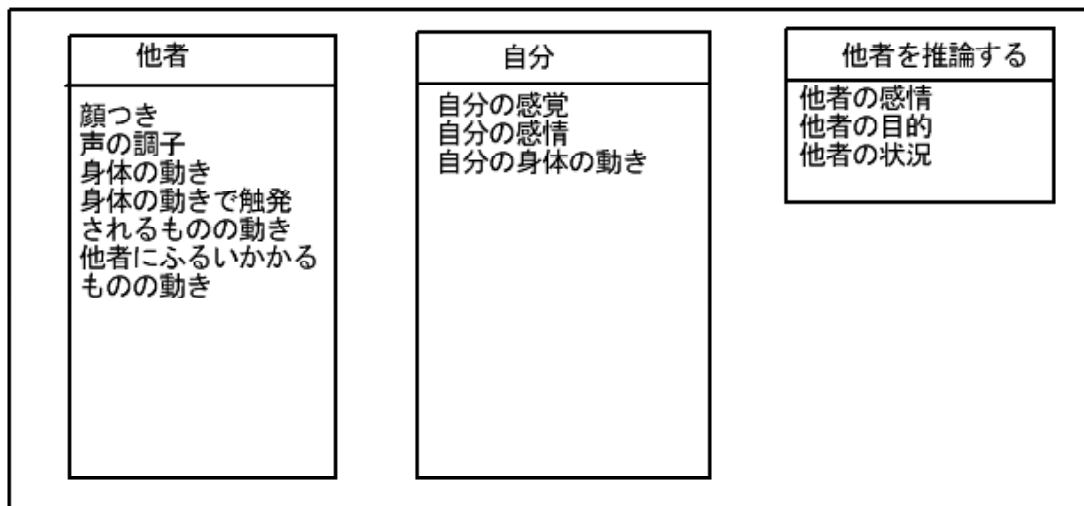 他者
顔つき
声の調子
身体の動き
身体の動きで触発
されるものの動き
他者にふるいかかる
ものの動き
自分
自分の感覚
自分の感情
自分の身体の動き
他者を推論する
他者の感情
他者の目的
他者の状況